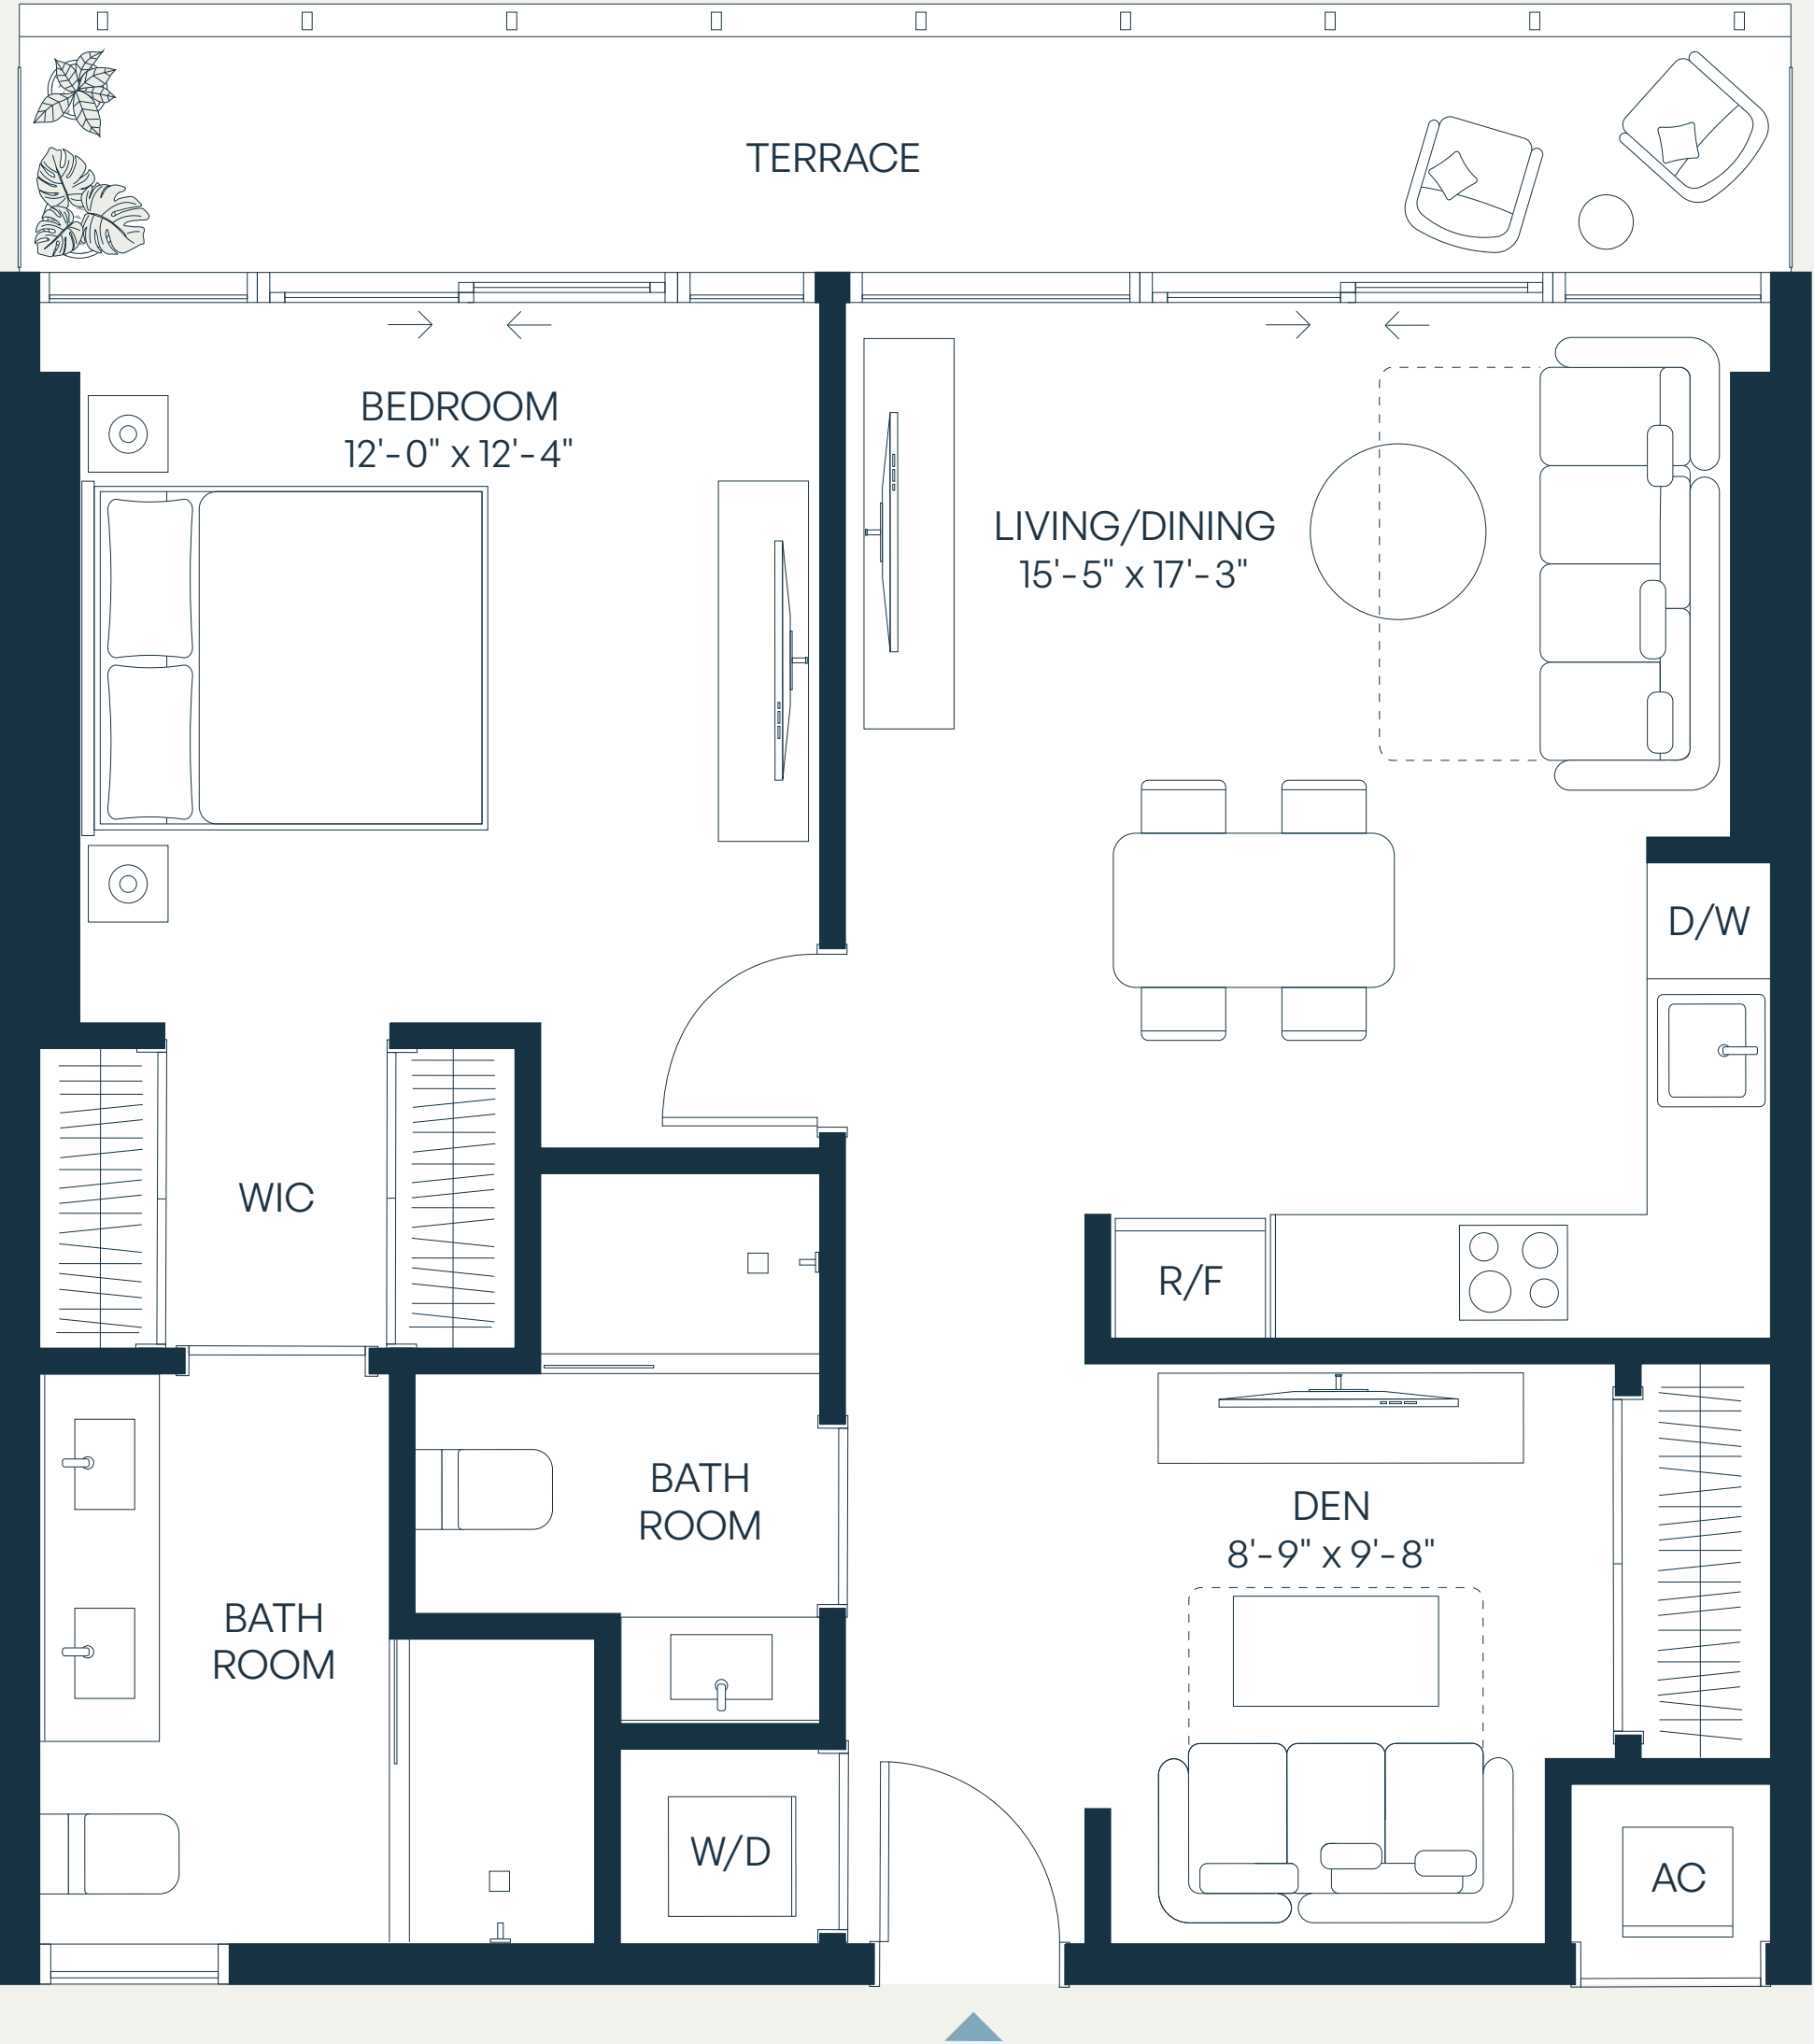 TERRACE
BEDROOM
12'-0" x 12'-4"
LIVING/DINING
15'-5" x 17'-3"
D/W
WIC
R/F
BATH
ROOM
DEN
8'-9" x 9'-8"
BATH
ROOM
W/D
AC